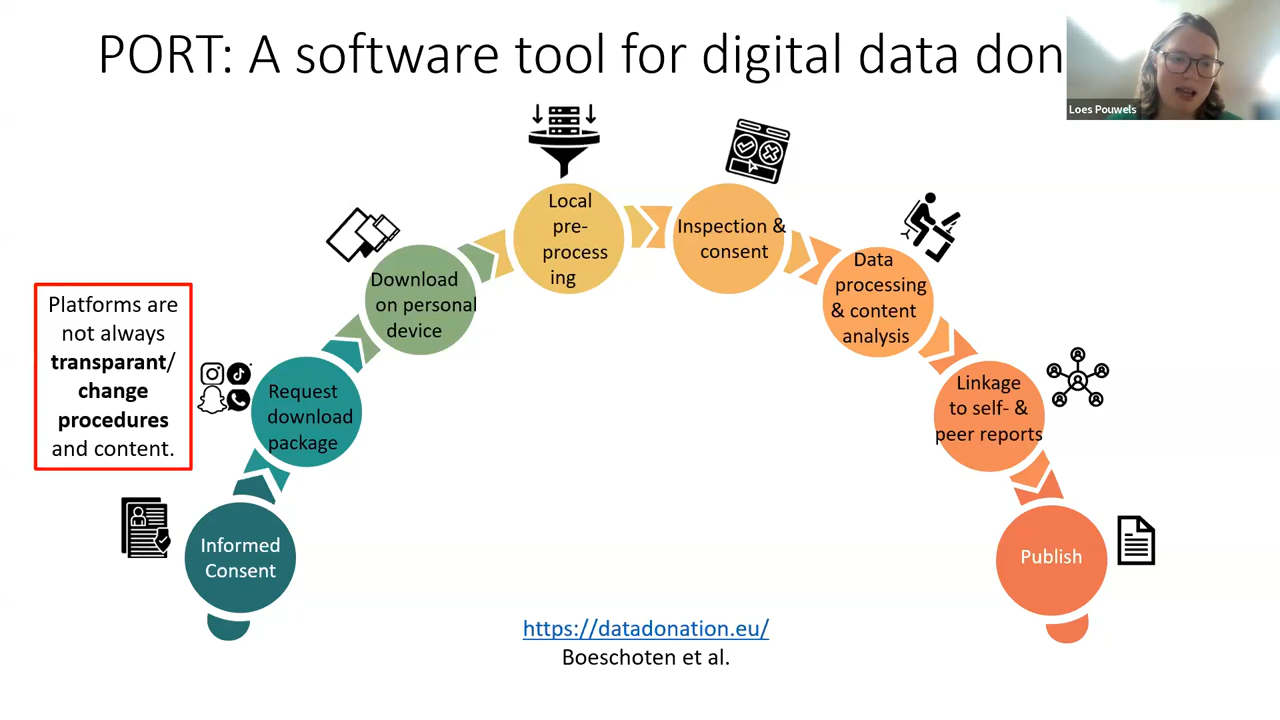 PORT: A software tool for digital data don
Loes Pouwels
Platforms are
not always
transparant/
change
procedures
and content.
Informed
Consent
Request
download
package
Download
on personal
device
Local
pre-
process
ing
Inspection &
consent
Data
processing
& content
analysis
Linkage
to self- &
peer reports
Publish
https://datadonation.eu/
Boeschoten et al.